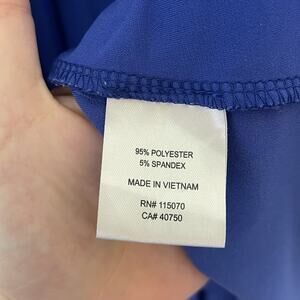 95% POLYESTER
5% SPANDEX
MADE IN VIETNAM
RN# 115070
CA# 40750